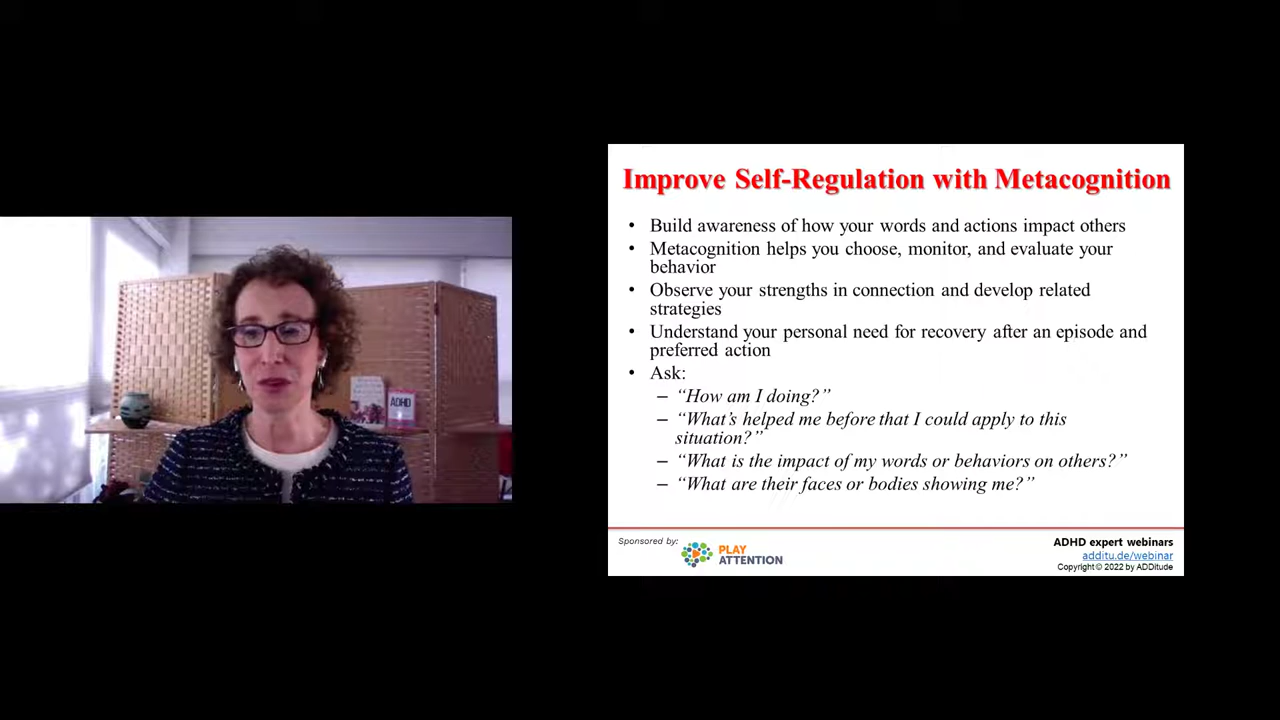 ADHD
Improve Self-Regulation with Metacognition
• Build awareness of how your words and actions impact others
• Metacognition helps you choose, monitor, and evaluate your
behavior
• Observe your strengths in connection and develop related
strategies
• Understand your personal need for recovery after an episode and
preferred action
• Ask:
– “How am I doing?”
– “What’s helped me before that I could apply to this
situation?”
– “What is the impact of my words or behaviors on others?”
– “What are their faces or bodies showing me?”
Sponsored by:
PLAY
ATTENTION
ADHD expert webinars
additu.de/webinar
Copyright © 2022 by ADDitude